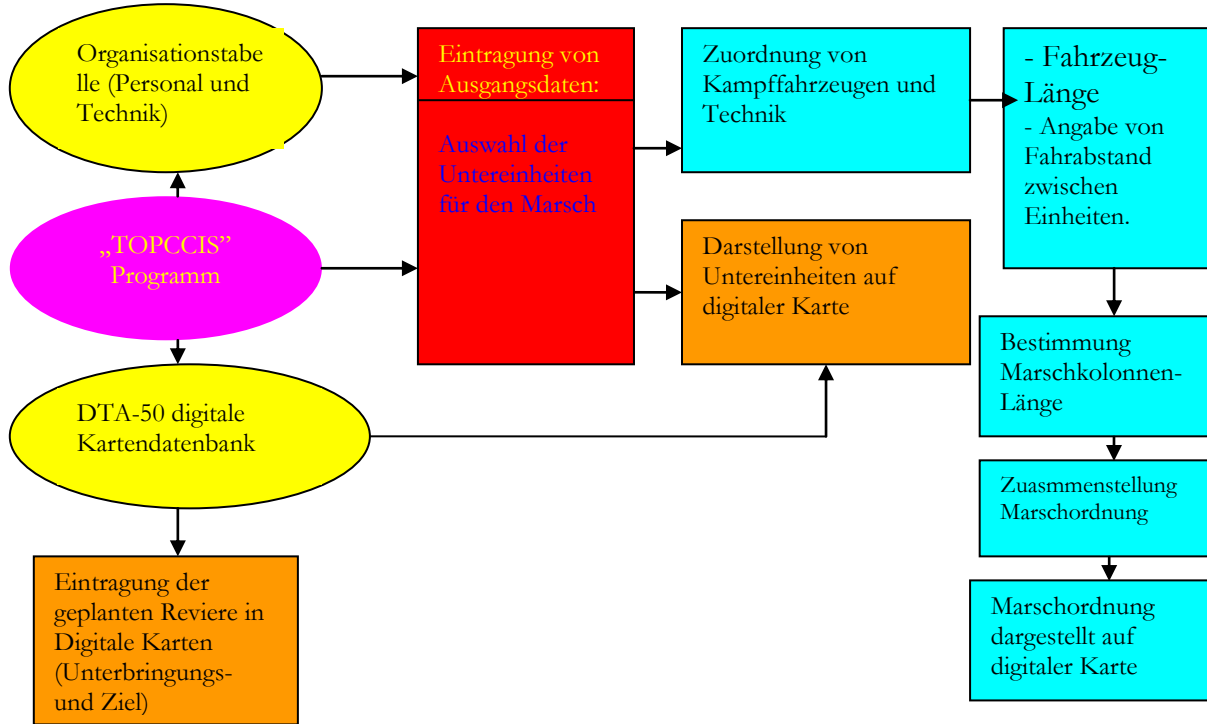 Organisationstabe
lle (Personal und
Technik)
Eintragung von
Ausgangsdaten:
Auswahl der
Untereinheiten
für den Marsch
Zuordnung von
Kampffahrzeugen und
Technik
- Fahrzeug-
Länge
- Angabe von
Fahrabstand
zwischen
Einheiten.
„TOPCCIS”
Programm
Darstellung von
Untereinheiten auf
digitaler Karte
Bestimmung
Marschkolonnen-
Länge
DTA-50 digitale
Kartendatenbank
Zuasmmenstellung
Marschordnung
Eintragung der
geplanten Reviere in
Digitale Karten
(Unterbringungs-
und Ziel)
Marschordnung
dargestellt auf
digitaler Karte